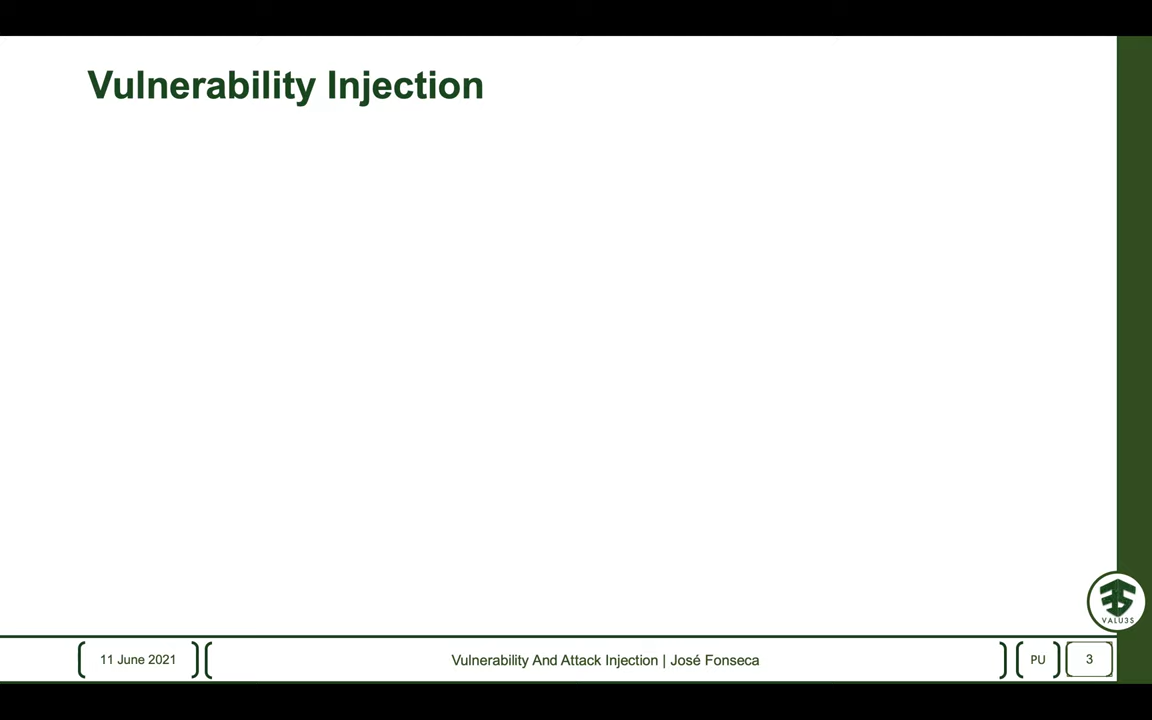 Vulnerability Injection
VALU3S
11 June 2021
Vulnerability And Attack Injection | José Fonseca
PU
3